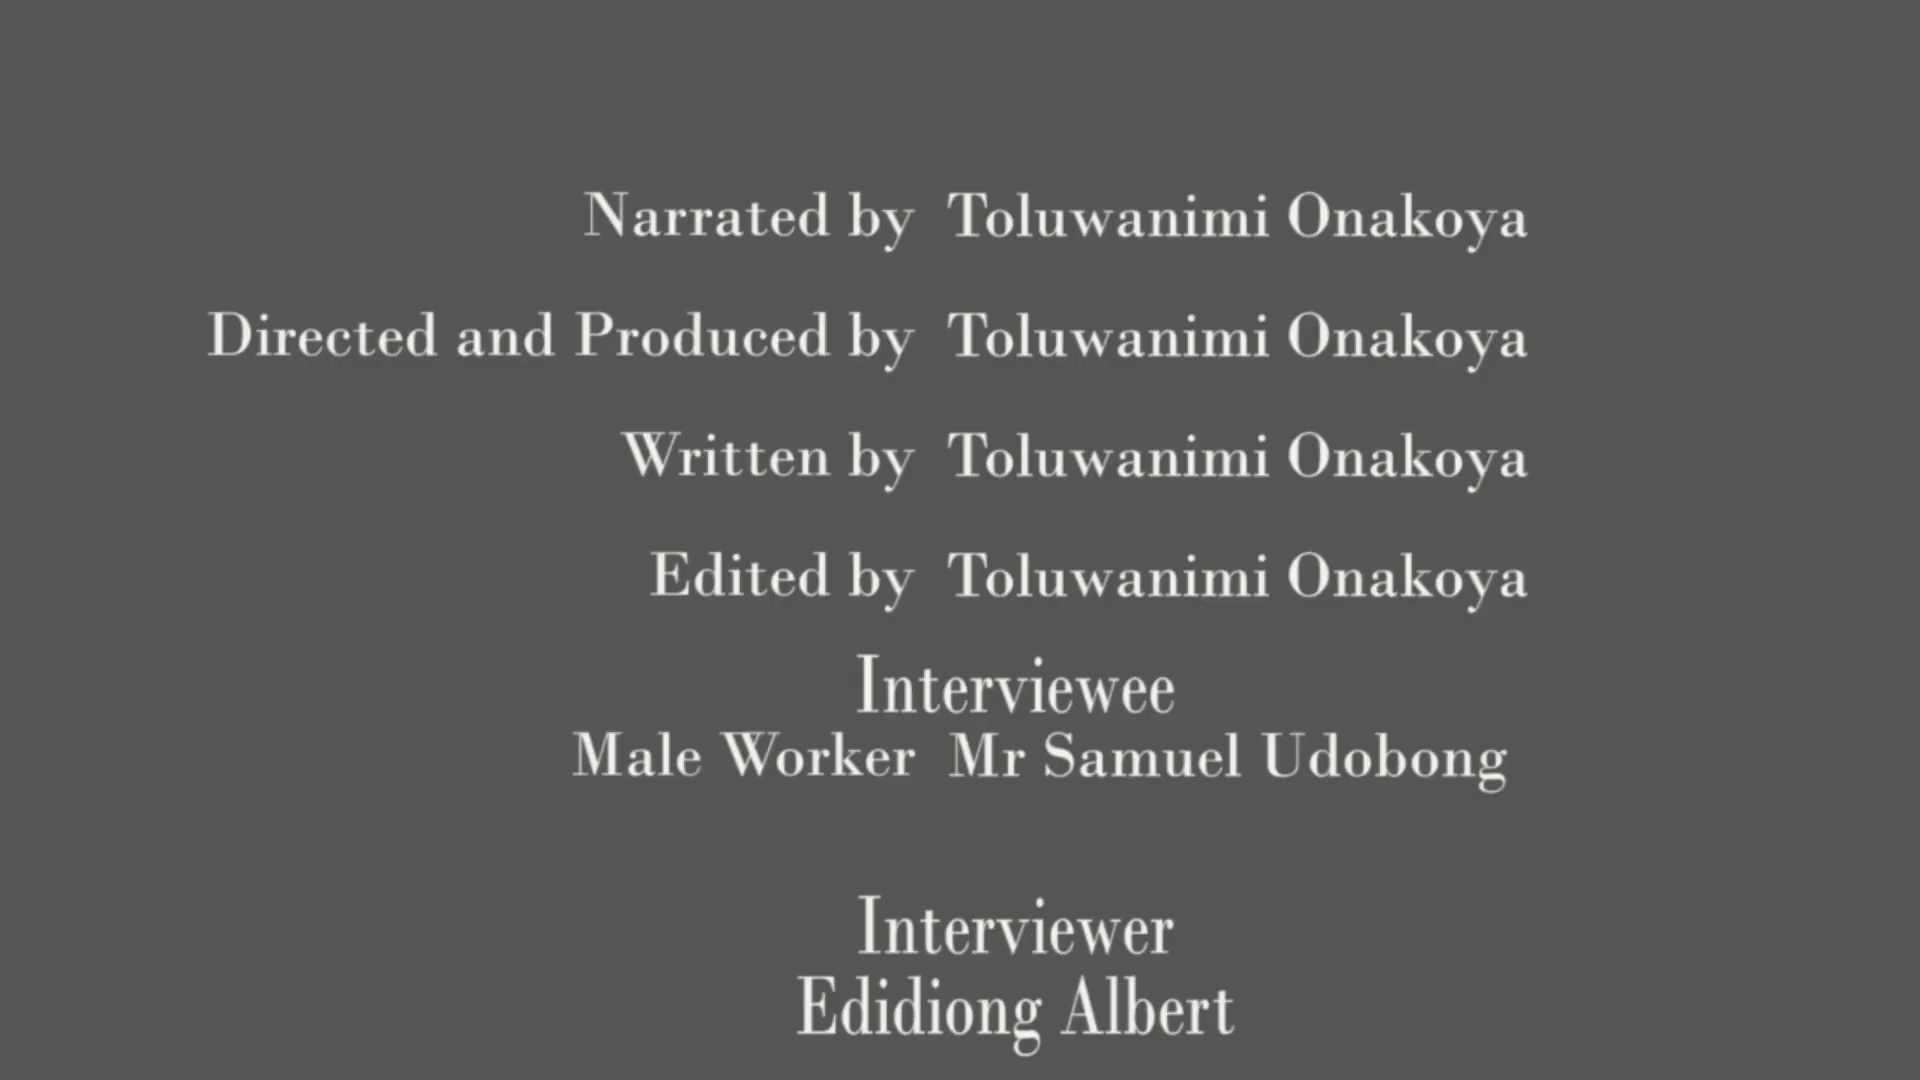 Narrated by Toluwanimi Onakoya
Directed and Produced by Toluwanimi Onakoya
Written by Toluwanimi Onakoya
Edited by Toluwanimi Onakoya
Interviewee
Male Worker Mr Samuel Udobong
Interviewer
Edidiong Albert